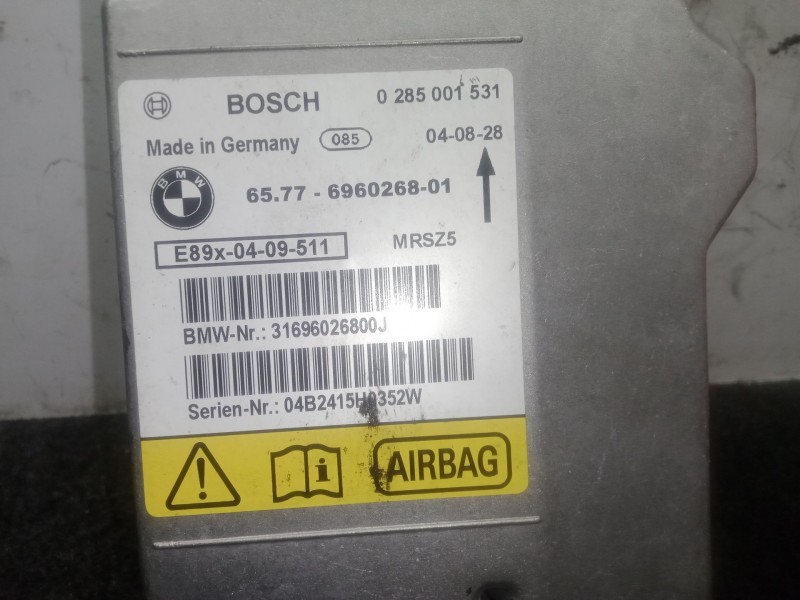 BOSCH 0 285 001 531
Made in Germany 085 04-08-28
BMW 65.77 - 6960268-01
E89x-04-09-511 MRSZ5
BMW-Nr.: 31696026800J
Serien-Nr.: 04B2415H0352W
AIRBAG